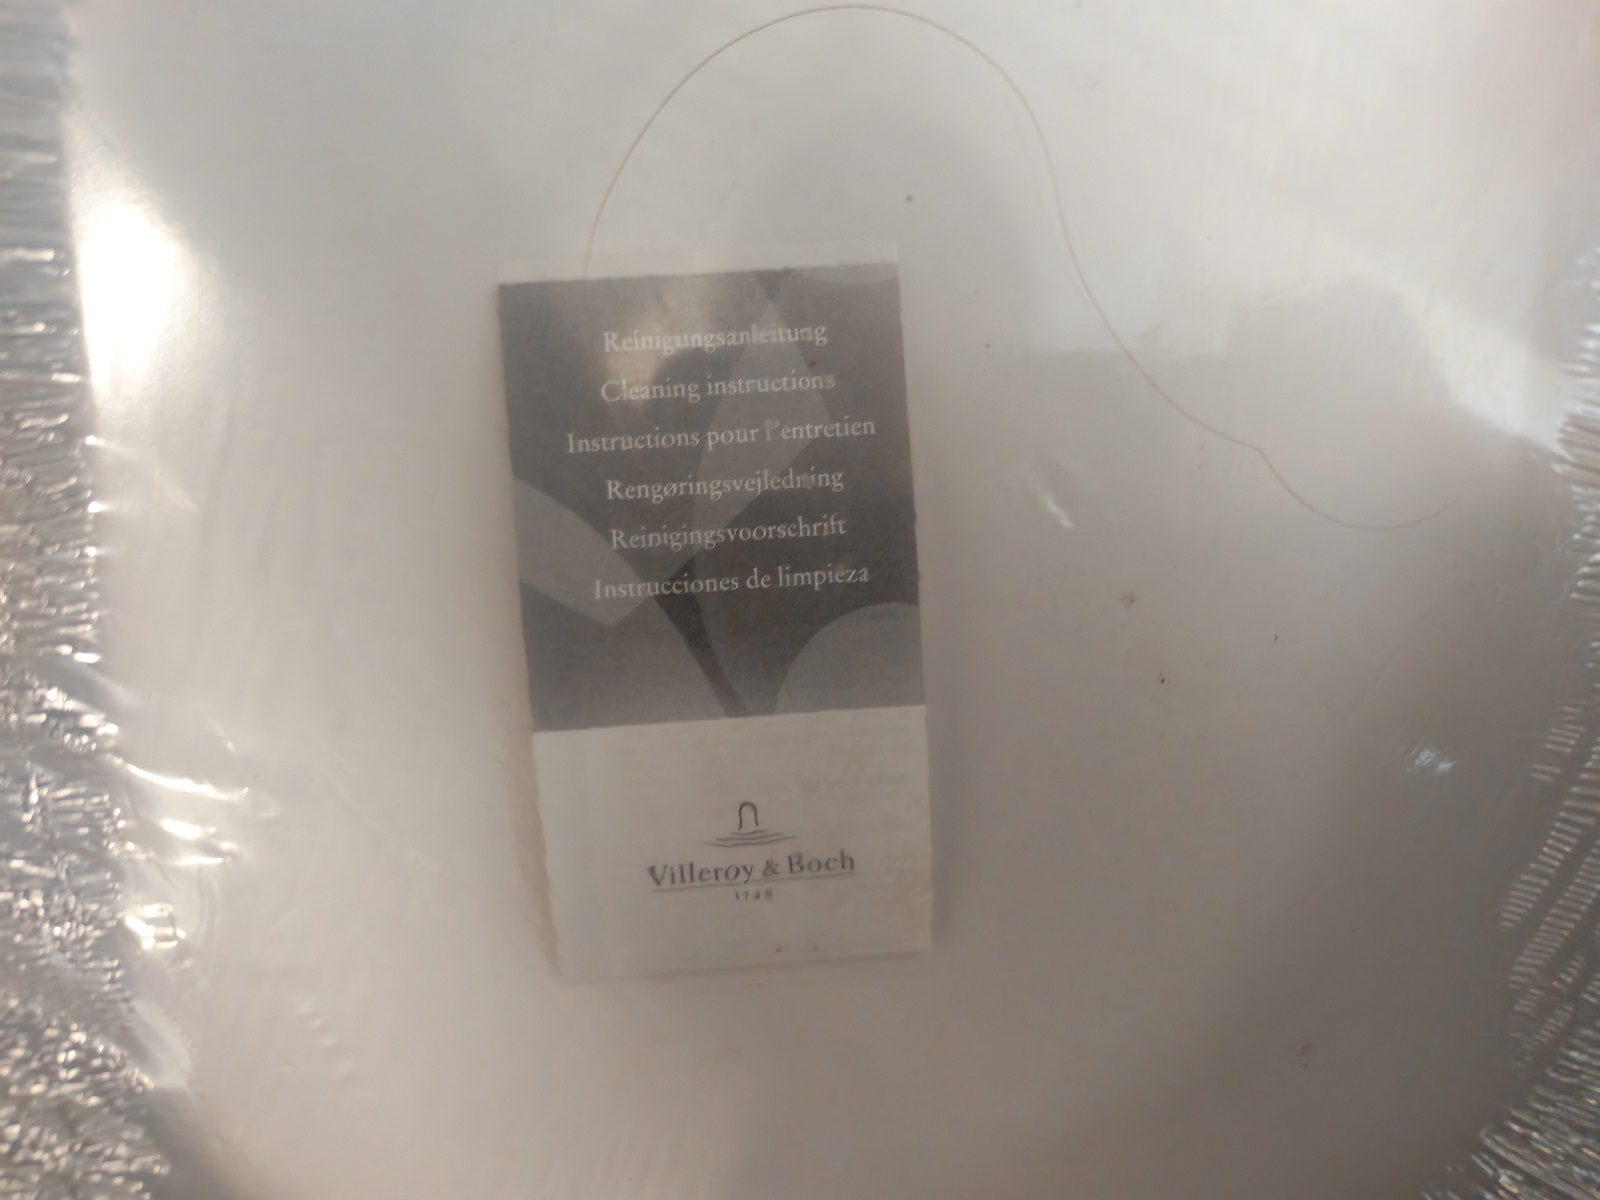 Reinigungsanleitung
Cleaning instructions
Instructions pour l'entretien
Rengøringsvejledning
Reinigingsvoorschrift
Instrucciones de limpieza
Villeroy & Boch
1748